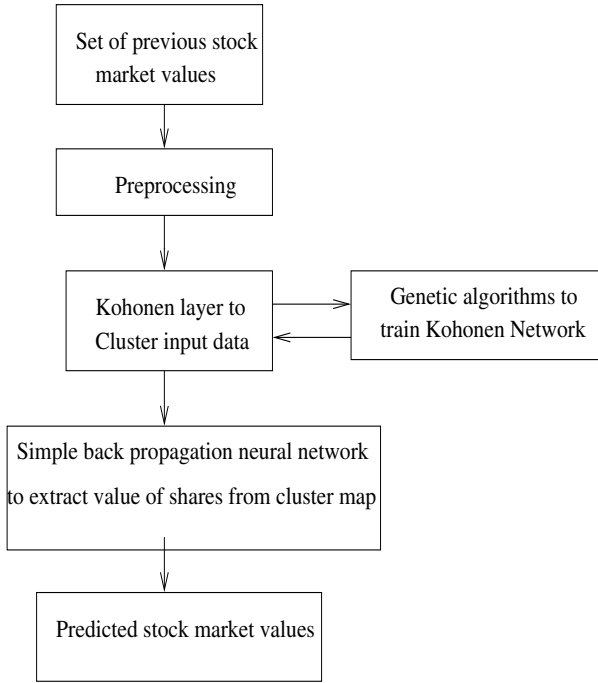 Set of previous stock
market values
Preprocessing
Kohonen layer to
Cluster input data
Genetic algorithms to
train Kohonen Network
Simple back propagation neural network
to extract value of shares from cluster map
Predicted stock market values